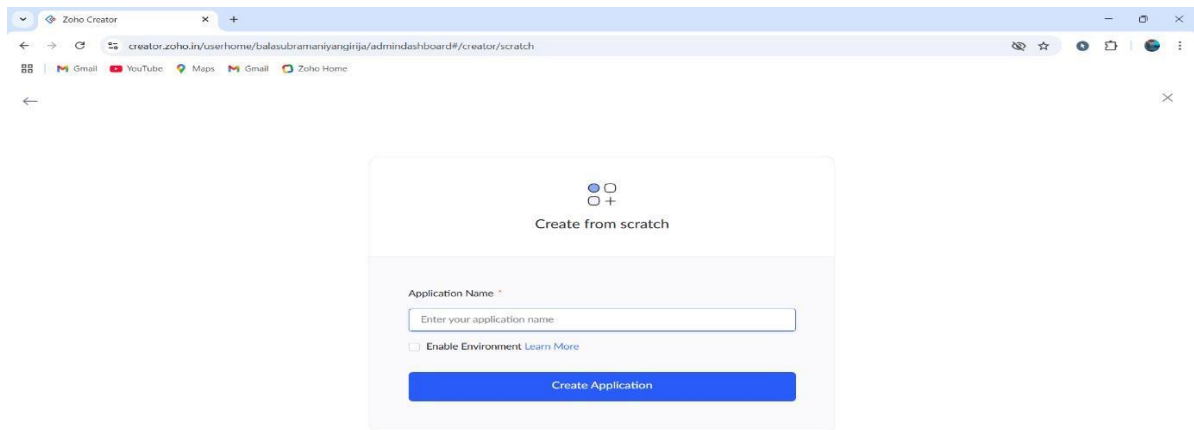 Zoho Creator
creator.zoho.in/userhome/balasubramaniyangirija/admindashboard#/creator/scratch
Gmail YouTube Maps Gmail Zoho Home
Create from scratch
Application Name *
Enter your application name
Enable Environment Learn More
Create Application